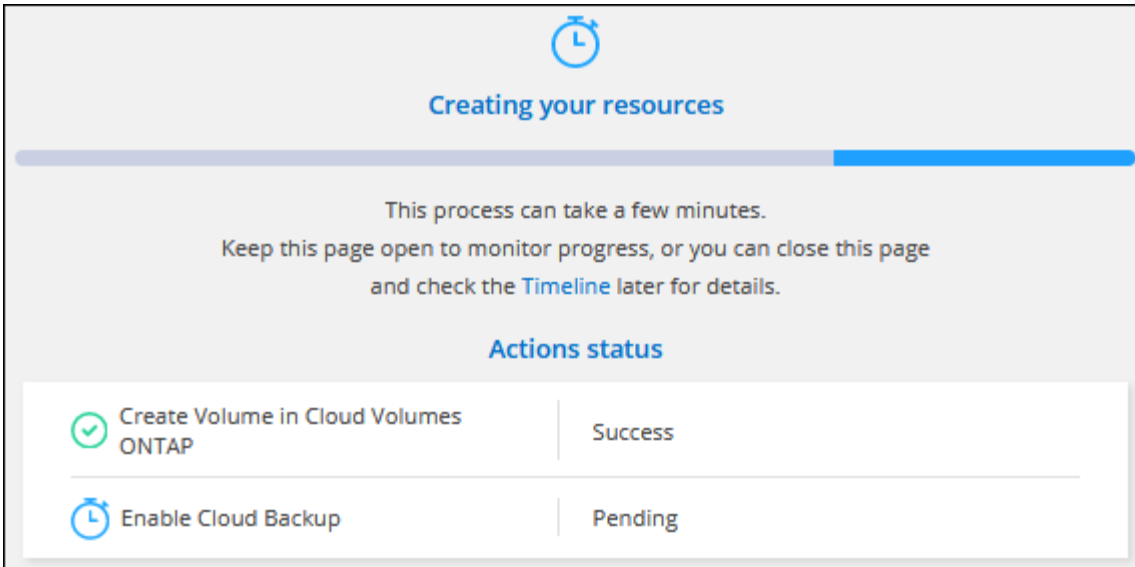 Creating your resources
This process can take a few minutes.
Keep this page open to monitor progress, or you can close this page
and check the Timeline later for details.
Actions status
Create Volume in Cloud Volumes
ONTAP
Success
Enable Cloud Backup
Pending